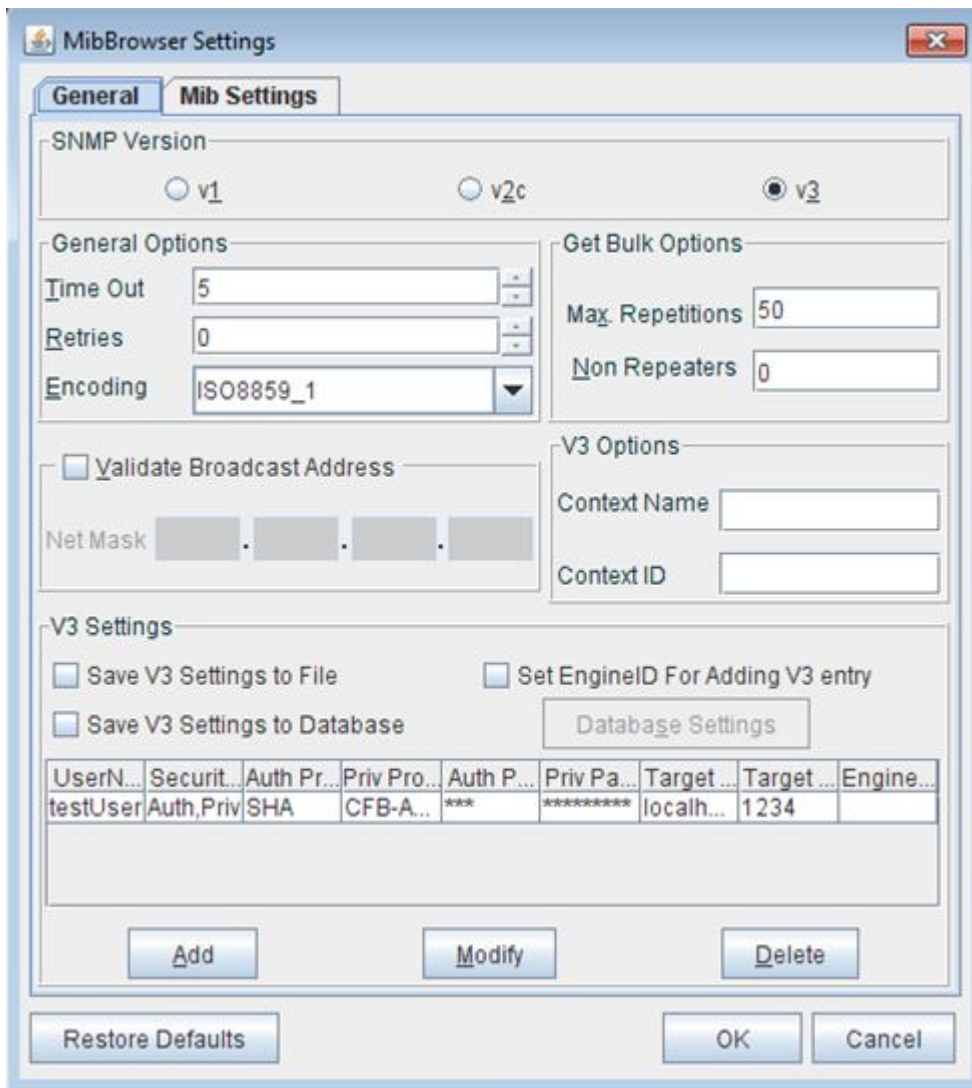 MibBrowser Settings
General Mib Settings
SNMP Version
v1 v2c v3
General Options
Time Out 5
Retries 0
Encoding ISO8859_1
Get Bulk Options
Max. Repetitions 50
Non Repeaters 0
Validate Broadcast Address
Net Mask . . .
V3 Options
Context Name
Context ID
V3 Settings
Save V3 Settings to File Set EngineID For Adding V3 entry
Save V3 Settings to Database Database Settings
UserN... Securit... Auth Pr... Priv Pro... Auth P... Priv Pa... Target ... Target ... Engine...
testUser Auth,Priv SHA CFB-A... *** ********* localh... 1234
Add Modify Delete
Restore Defaults OK Cancel